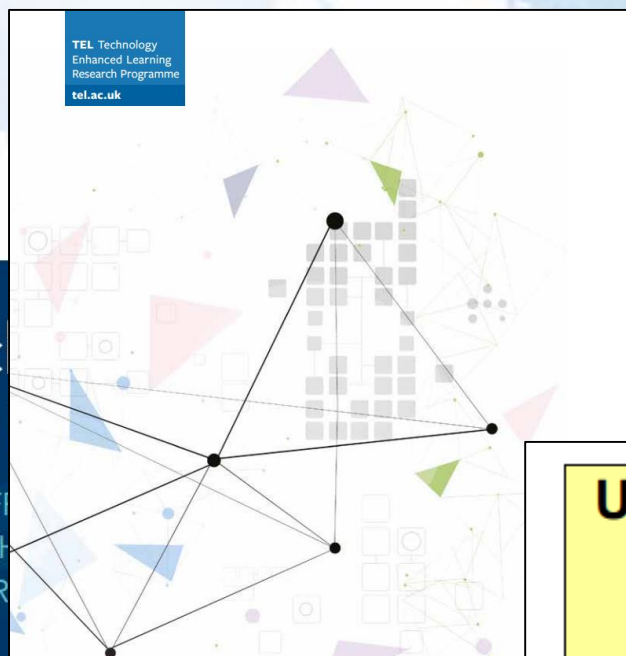 TEL Technology
Enhanced Learning
Research Programme
tel.ac.uk
U